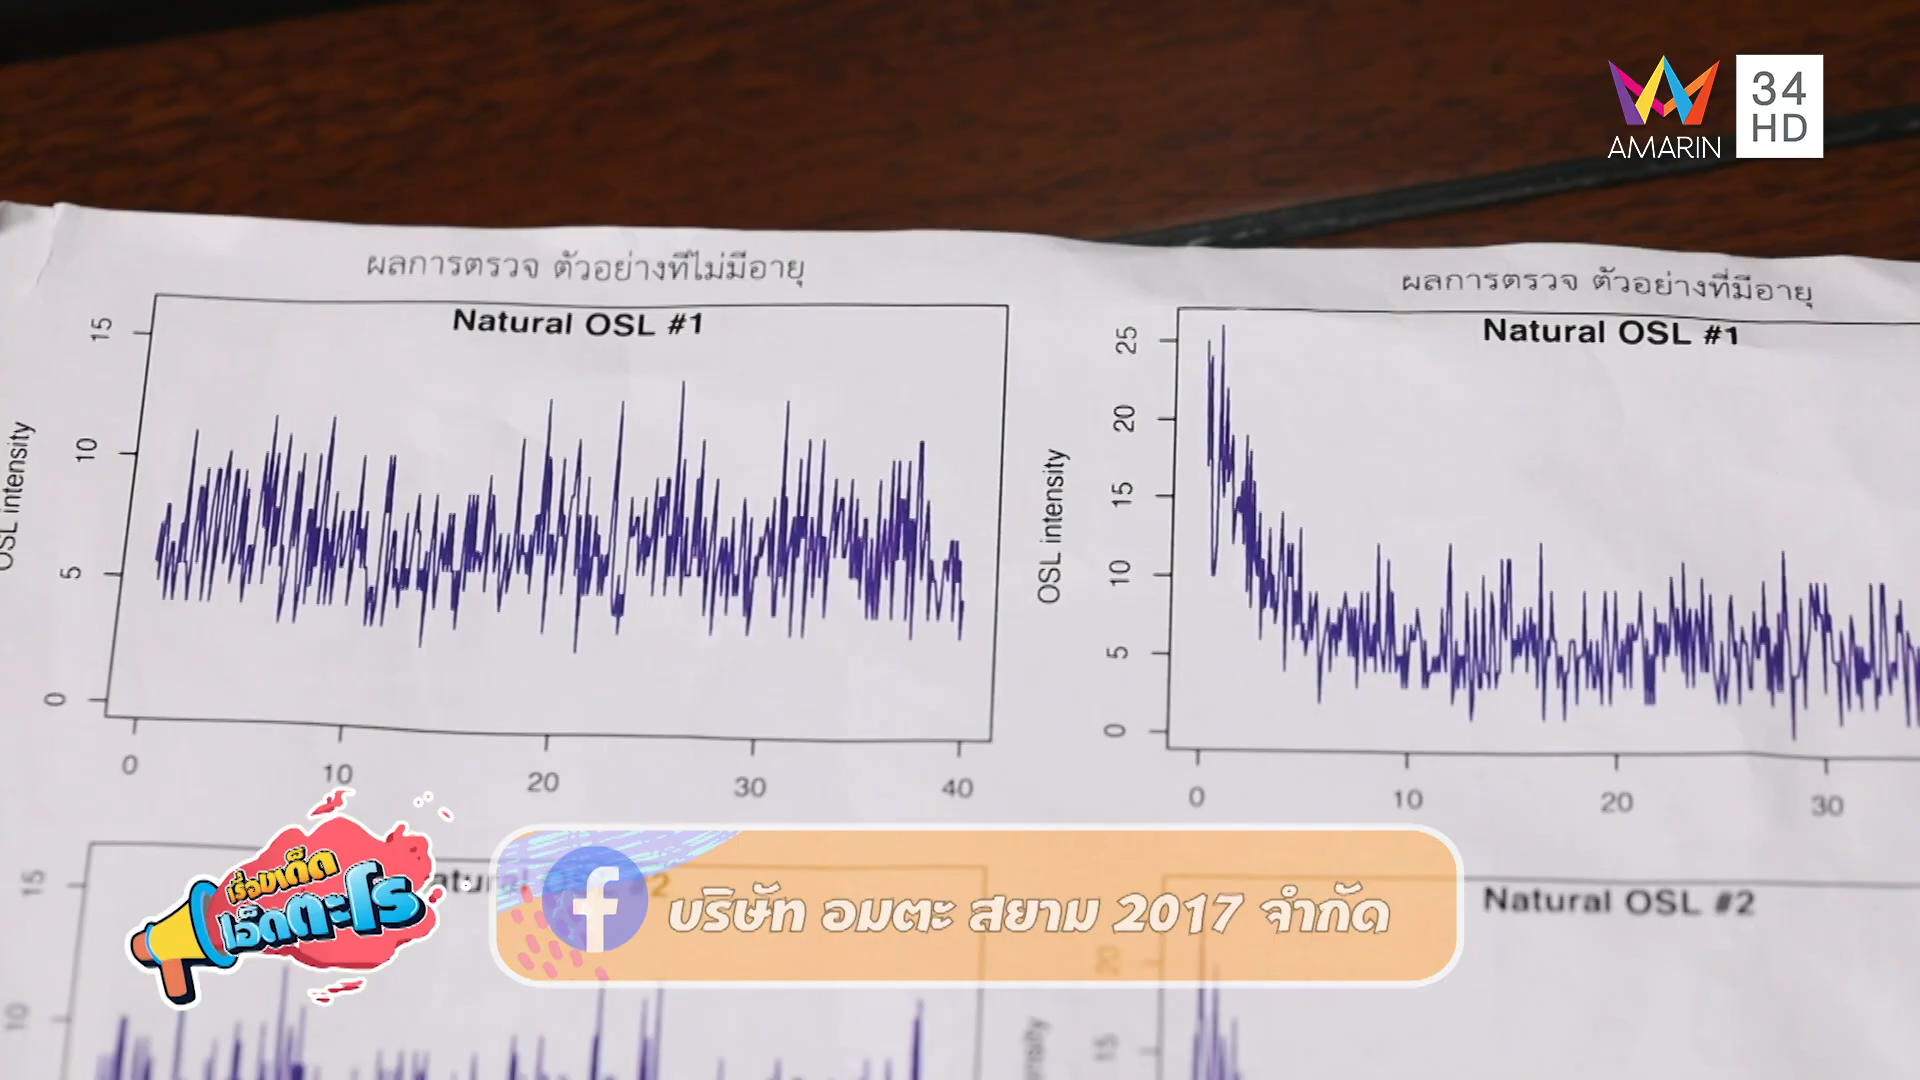 AMARIN
34
HD
ผลการตรวจ ตัวอย่างที่ไม่มีอายุ
Natural OSL #1
OSL intensity
15
10
5
0
0 10 20 30 40
ผลการตรวจ ตัวอย่างที่มีอายุ
Natural OSL #1
OSL intensity
25
20
15
10
5
0
0 10 20 30
15
10
Natural OSL #2
20
15
เรื่องเด็ด
เอ็ดตะโร
บริษัท อมตะ สยาม 2017 จำกัด